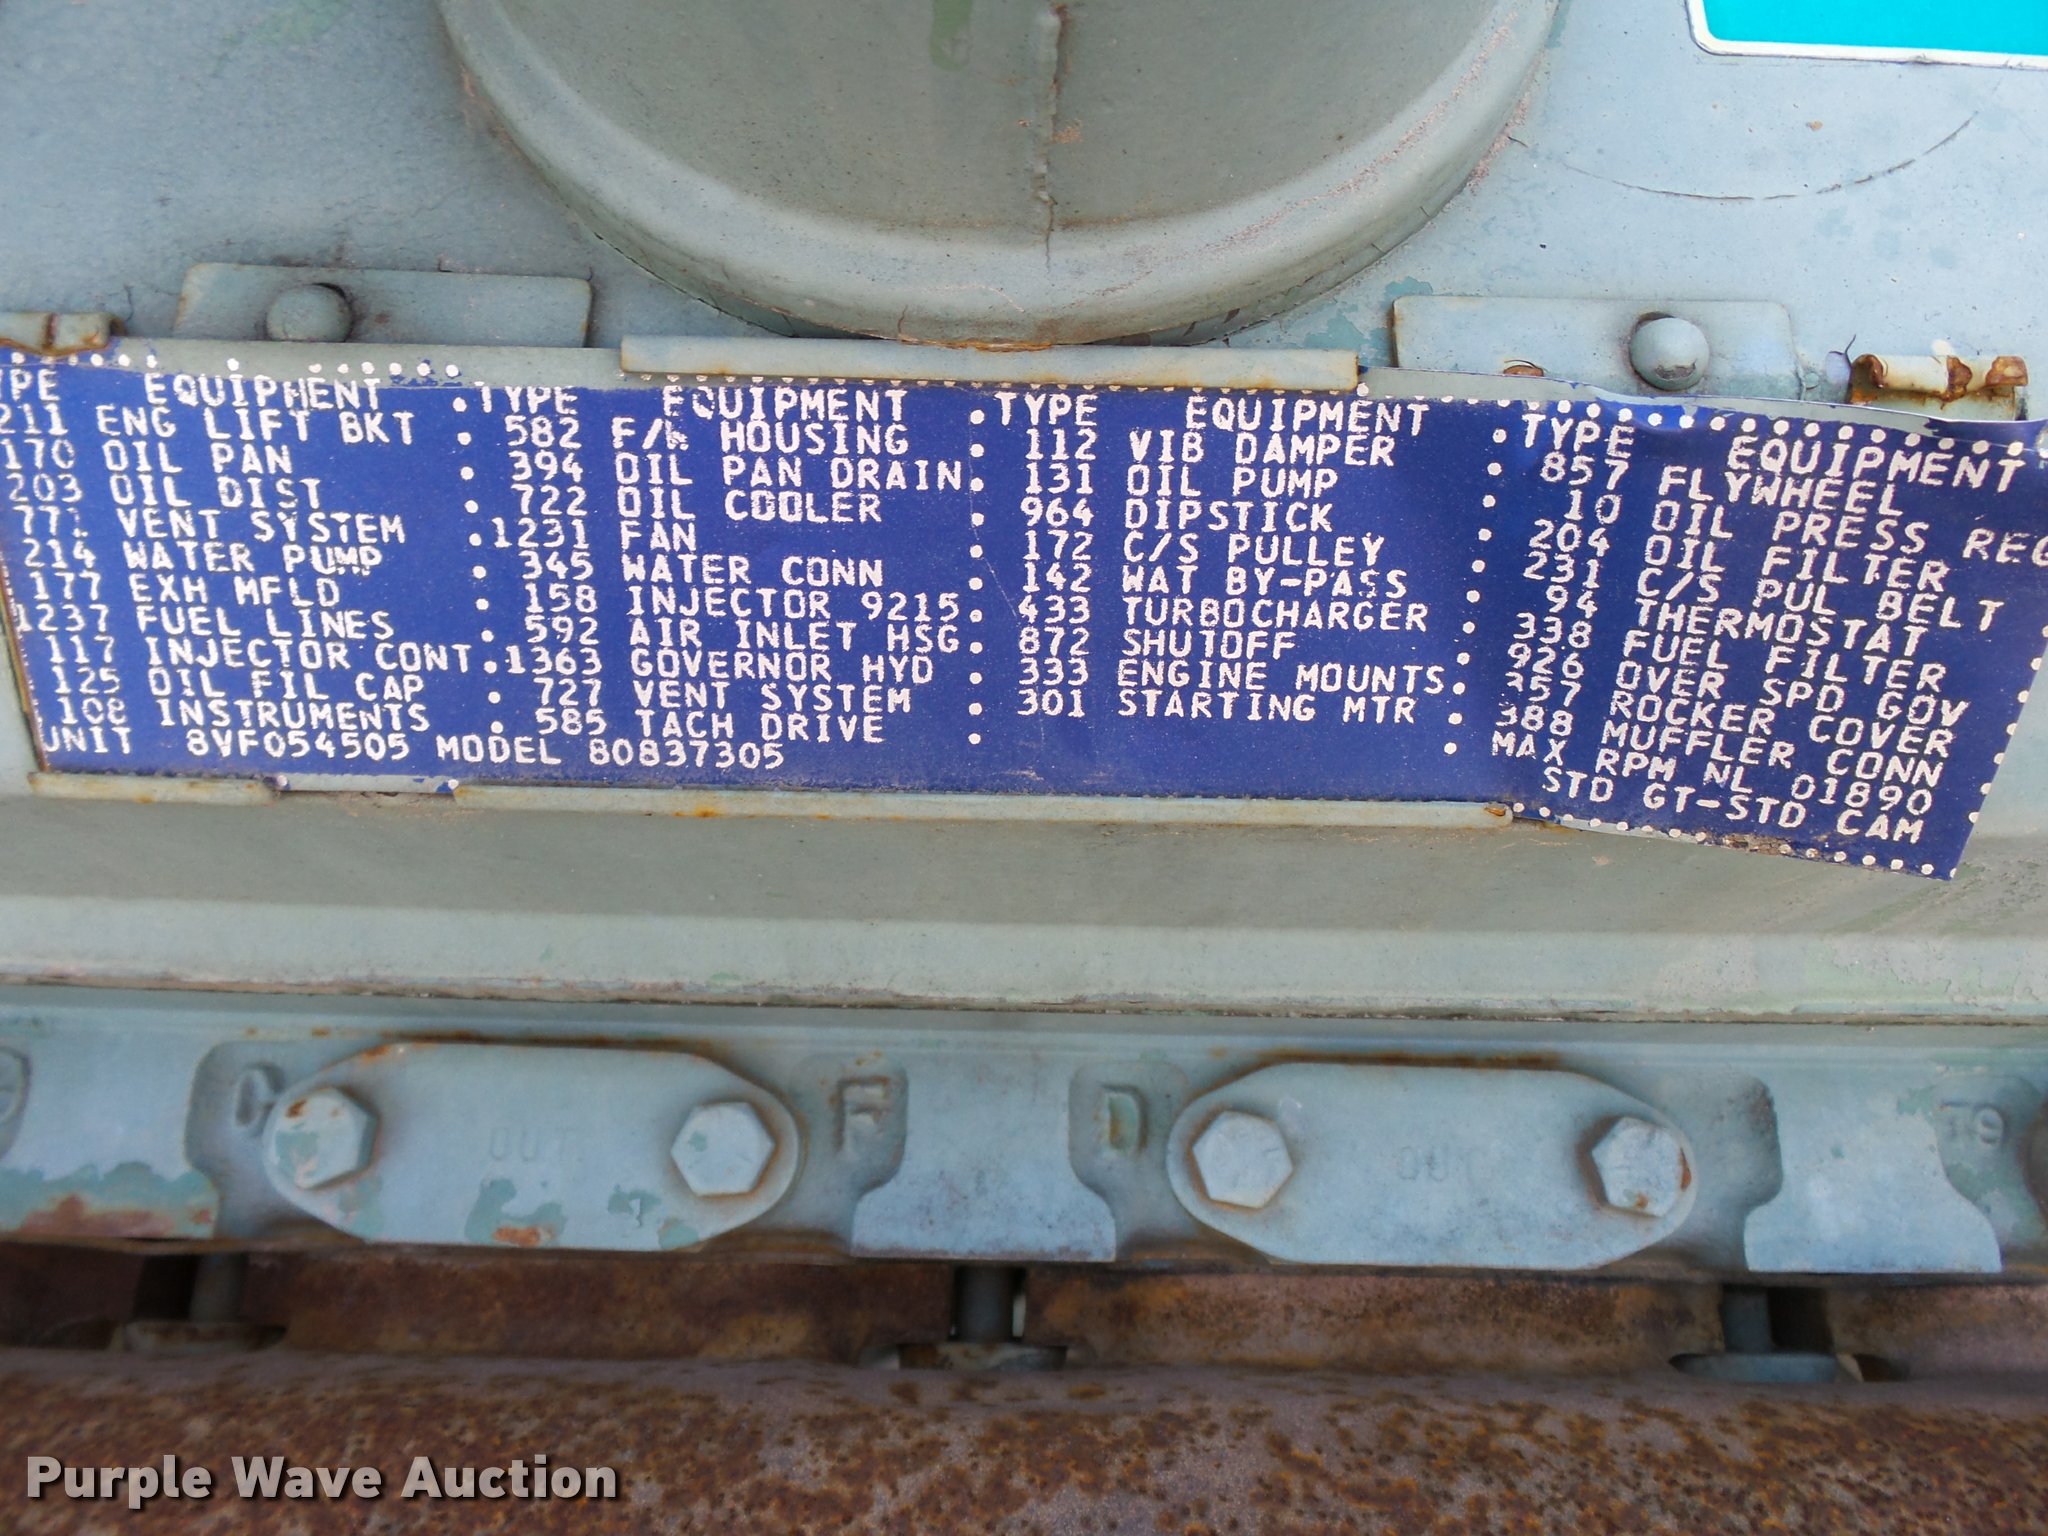 YPE EQUIPMENT . TYPE EQUIPMENT . TYPE EQUIPMENT . TYPE EQUIPMENT
211 ENG LIFT BKT . 582 F/W HOUSING . 112 VIB DAMPER . 857 FLYWHEEL
170 OIL PAN . 394 OIL PAN DRAIN. 131 OIL PUMP . 10 OIL PRESS REG
203 OIL DIST . 722 OIL COOLER . 964 DIPSTICK . 204 OIL FILTER
771 VENT SYSTEM .1231 FAN . 172 C/S PULLEY . 231 C/S PUL BELT
214 WATER PUMP . 345 WATER CONN . 142 WAT BY-PASS . 94 THERMOSTAT
177 EXH MFLD . 158 INJECTOR 9215. 433 TURBOCHARGER . 338 FUEL FILTER
1237 FUEL LINES . 592 AIR INLET HSG. 872 SHUTOFF . 926 OVER SPD GOV
117 INJECTOR CONT.1363 GOVERNOR HYD . 333 ENGINE MOUNTS. 357 ROCKER COVER
125 OIL FIL CAP . 727 VENT SYSTEM . 301 STARTING MTR . 388 MUFFLER CONN
108 INSTRUMENTS . 585 TACH DRIVE . . MAX RPM NL 01890
UNIT 8VF054505 MODEL 80837305 STD GT-STD CAM
C OUT F D OUT T9
Purple Wave Auction